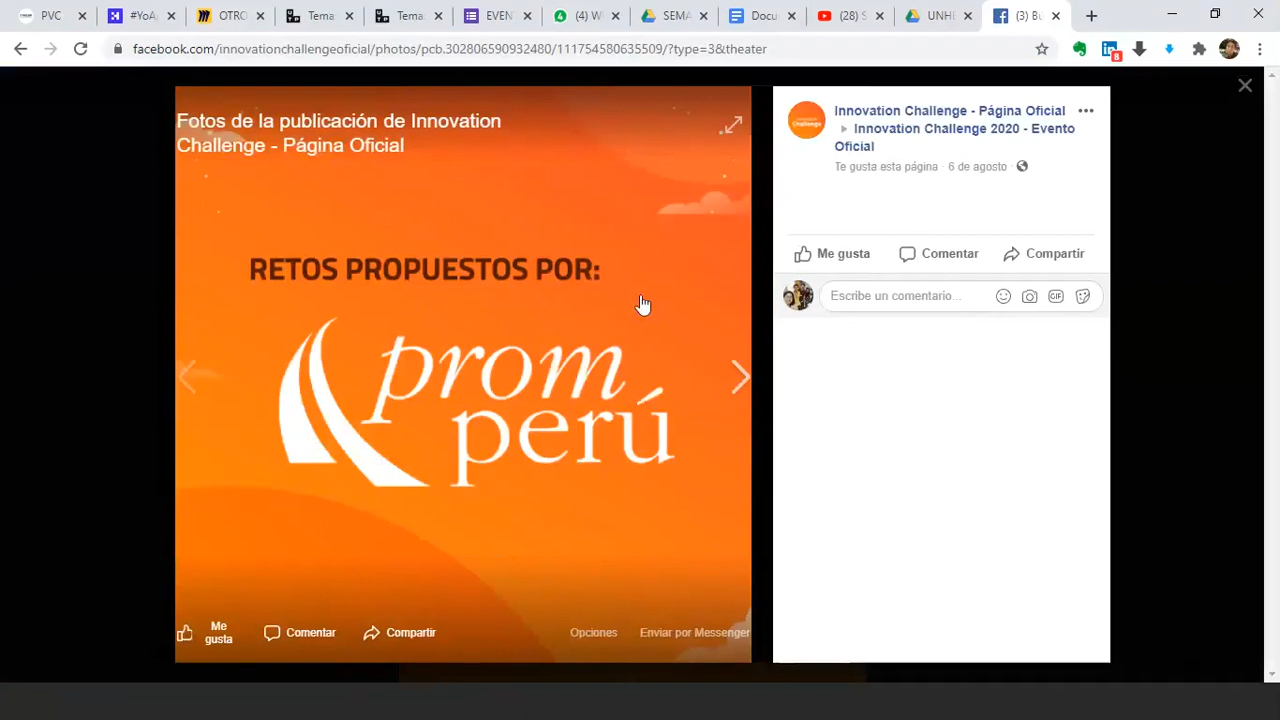 PVC
#YoA
OTRO
Tema
Tema
EVEN
(4) W
SEMA
Docu
(28) S
UNHE
(3) Bu
facebook.com/innovationchallengeoficial/photos/pcb.302806590932480/111754580635509/?type=3&theater
8
Fotos de la publicación de Innovation
Challenge - Página Oficial
RETOS PROPUESTOS POR:
prom
perú
Me gusta
Comentar
Compartir
Opciones
Enviar por Messenger
Innovation Challenge - Página Oficial
Innovation Challenge 2020 - Evento
Oficial
Te gusta esta página · 6 de agosto ·
Me gusta
Comentar
Compartir
Escribe un comentario...
GIF